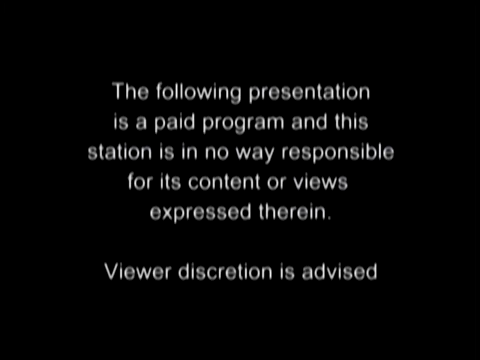 The following presentation
is a paid program and this
station is in no way responsible
for its content or views
expressed therein.
Viewer discretion is advised